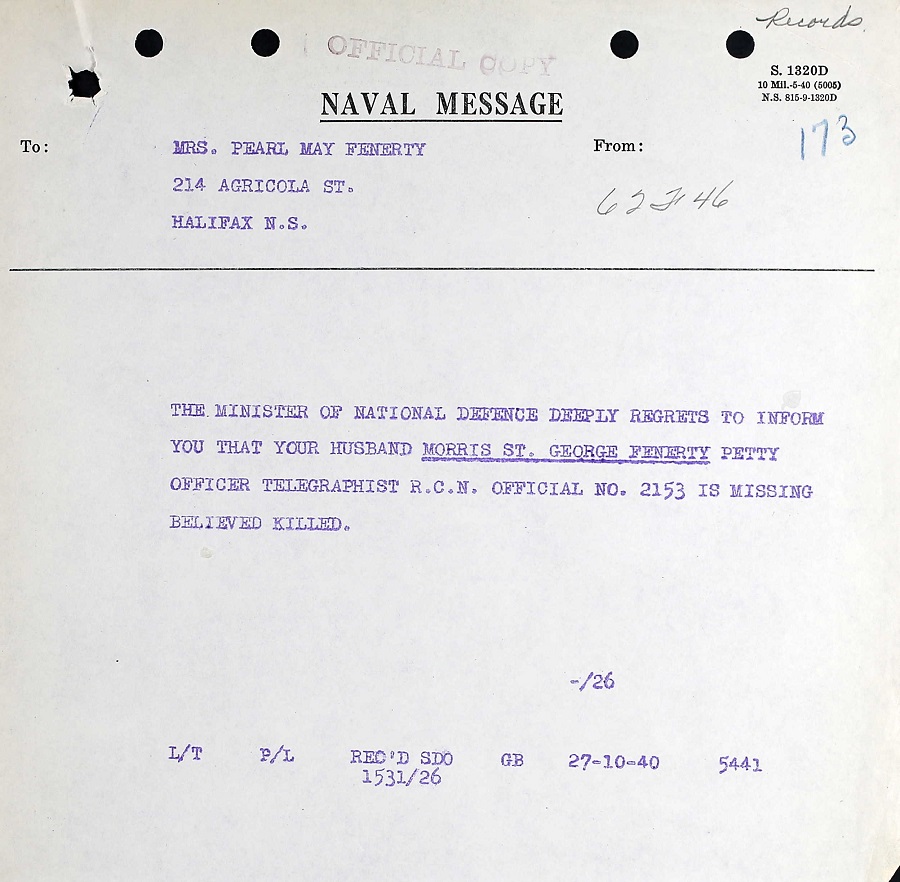 Records.
OFFICIAL COPY
S. 1320D
10 Mil.-5-40 (5005)
N.S. 815-9-1320D
NAVAL MESSAGE
173
To: MRS. PEARL MAY FENERTY From:
214 AGRICOLA ST.
HALIFAX N.S.
THE MINISTER OF NATIONAL DEFENCE DEEPLY REGRETS TO INFORM
YOU THAT YOUR HUSBAND MORRIS ST. GEORGE FENERTY PETTY
OFFICER TELEGRAPHIST R.C.N. OFFICIAL NO. 2153 IS MISSING
BELIEVED KILLED.
-/26
L/T P/L REC'D SDO GB 27-10-40 5441
1531/26